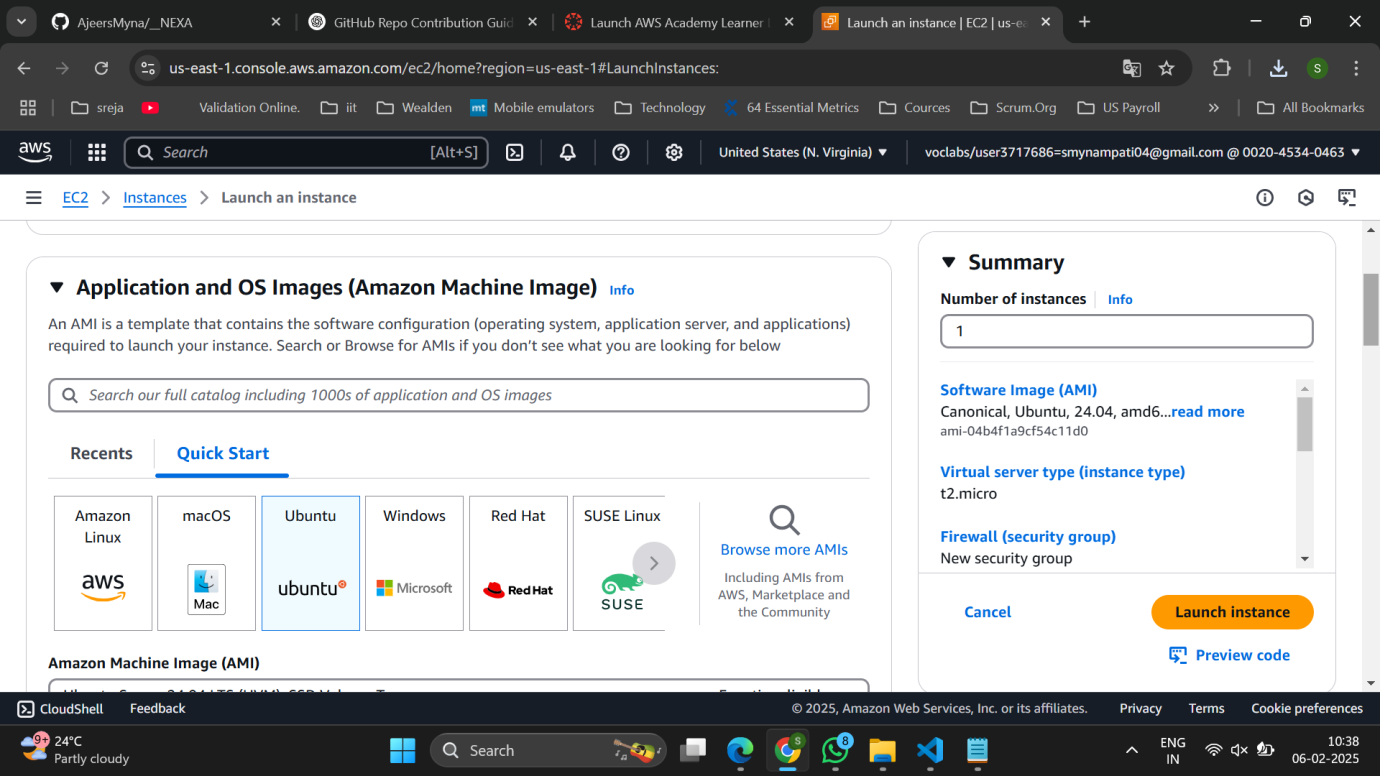 AjeersMyna/__NEXA
GitHub Repo Contribution Guid
Launch AWS Academy Learner L
Launch an instance | EC2 | us-ea
us-east-1.console.aws.amazon.com/ec2/home?region=us-east-1#LaunchInstances:
S
sreja
Validation Online.
iit
Wealden
mt
Mobile emulators
Technology
64 Essential Metrics
Cources
Scrum.Org
US Payroll
All Bookmarks
aws
Search
[Alt+S]
United States (N. Virginia)
voclabs/user3717686=smynampati04@gmail.com @ 0020-4534-0463
EC2
Instances
Launch an instance
Application and OS Images (Amazon Machine Image)
Info
An AMI is a template that contains the software configuration (operating system, application server, and applications)
required to launch your instance. Search or Browse for AMIs if you don’t see what you are looking for below
Search our full catalog including 1000s of application and OS images
Recents
Quick Start
Amazon
Linux
aws
macOS
Mac
Ubuntu
ubuntu
Windows
Microsoft
Red Hat
Red Hat
SUSE Linux
SUSE
Browse more AMIs
Including AMIs from
AWS, Marketplace and
the Community
Amazon Machine Image (AMI)
Summary
Number of instances
Info
1
Software Image (AMI)
Canonical, Ubuntu, 24.04, amd6...read more
ami-04b4f1a9cf54c11d0
Virtual server type (instance type)
t2.micro
Firewall (security group)
New security group
Cancel
Launch instance
Preview code
CloudShell
Feedback
© 2025, Amazon Web Services, Inc. or its affiliates.
Privacy
Terms
Cookie preferences
9+
24°C
Partly cloudy
Search
S
8
ENG
IN
10:38
06-02-2025